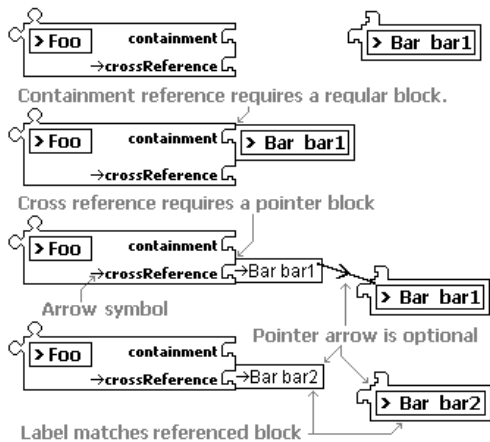 > Foo containment
→crossReference
> Bar bar1
Containment reference requires a regular block.
> Foo containment > Bar bar1
→crossReference
Cross reference requires a pointer block
> Foo containment
→crossReference →Bar bar1
> Bar bar1
Arrow symbol
Pointer arrow is optional
> Foo containment
→crossReference →Bar bar2
> Bar bar2
Label matches referenced block